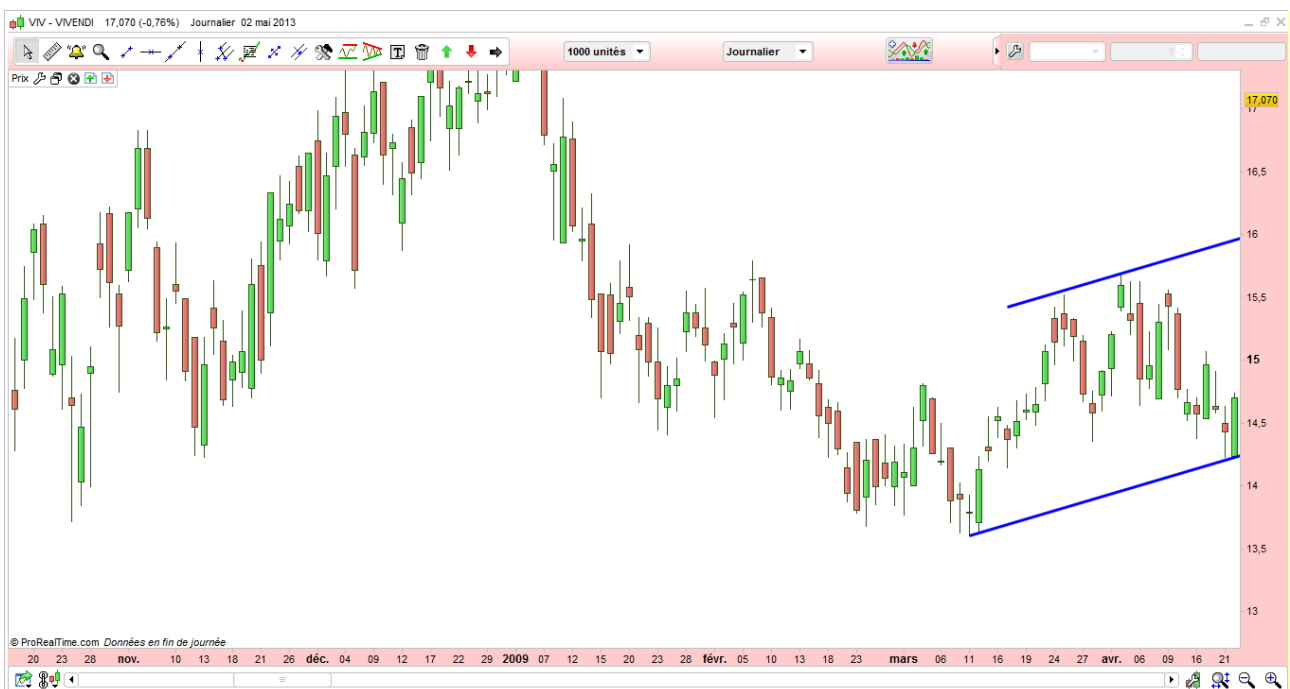 VIV - VIVENDI 17,070 (-0,76%) Journalier 02 mai 2013
1000 unités Journalier
Prix
17,070
17
16,5
16
15,5
15
14,5
14
13,5
13
© ProRealTime.com Données en fin de journée
20 23 28 nov. 10 13 18 21 26 déc. 04 09 12 17 22 29 2009 07 12 15 20 23 28 févr. 05 10 13 18 23 mars 06 11 16 19 24 27 avr. 06 09 16 21